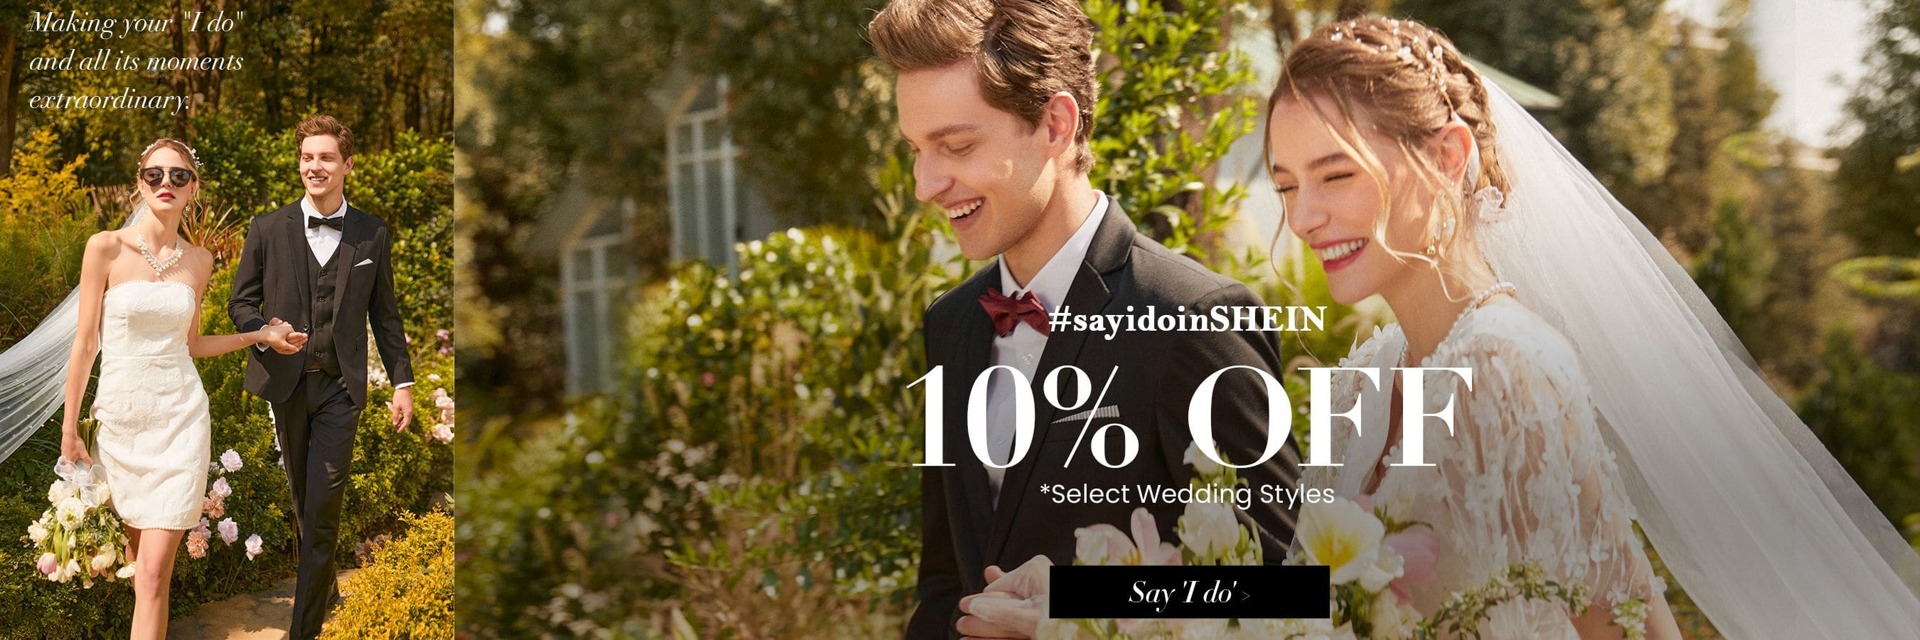 Making your "I do"
and all its moments
extraordinary.
#sayidoinSHEIN
10% OFF
*Select Wedding Styles
Say 'I do' >